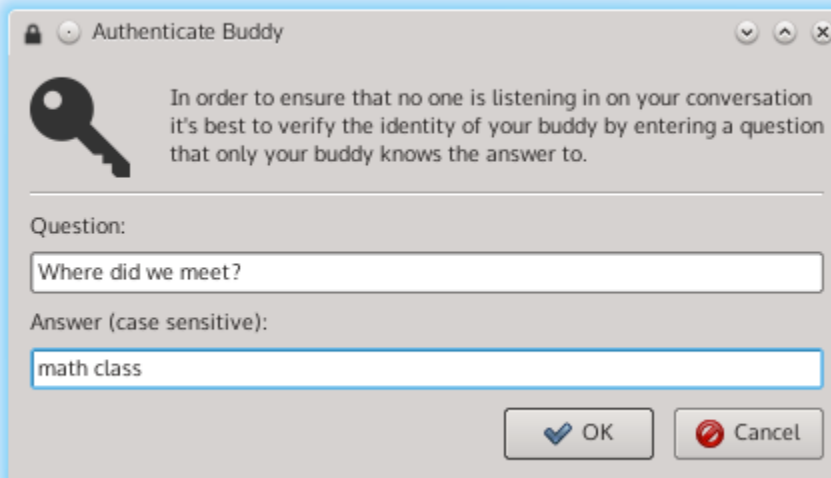 Authenticate Buddy
In order to ensure that no one is listening in on your conversation
it's best to verify the identity of your buddy by entering a question
that only your buddy knows the answer to.
Question:
Where did we meet?
Answer (case sensitive):
math class
OK Cancel